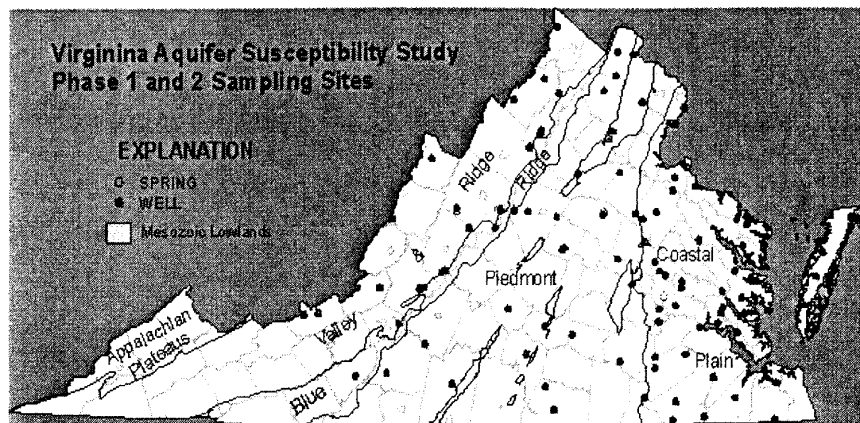 Virginina Aquifer Susceptibility Study
Phase 1 and 2 Sampling Sites
EXPLANATION
SPRING
WELL
Mesozoic Lowlands
Appalachian
Plateaus
Valley
&
Ridge
Blue
Ridge
Piedmont
Coastal
Plain